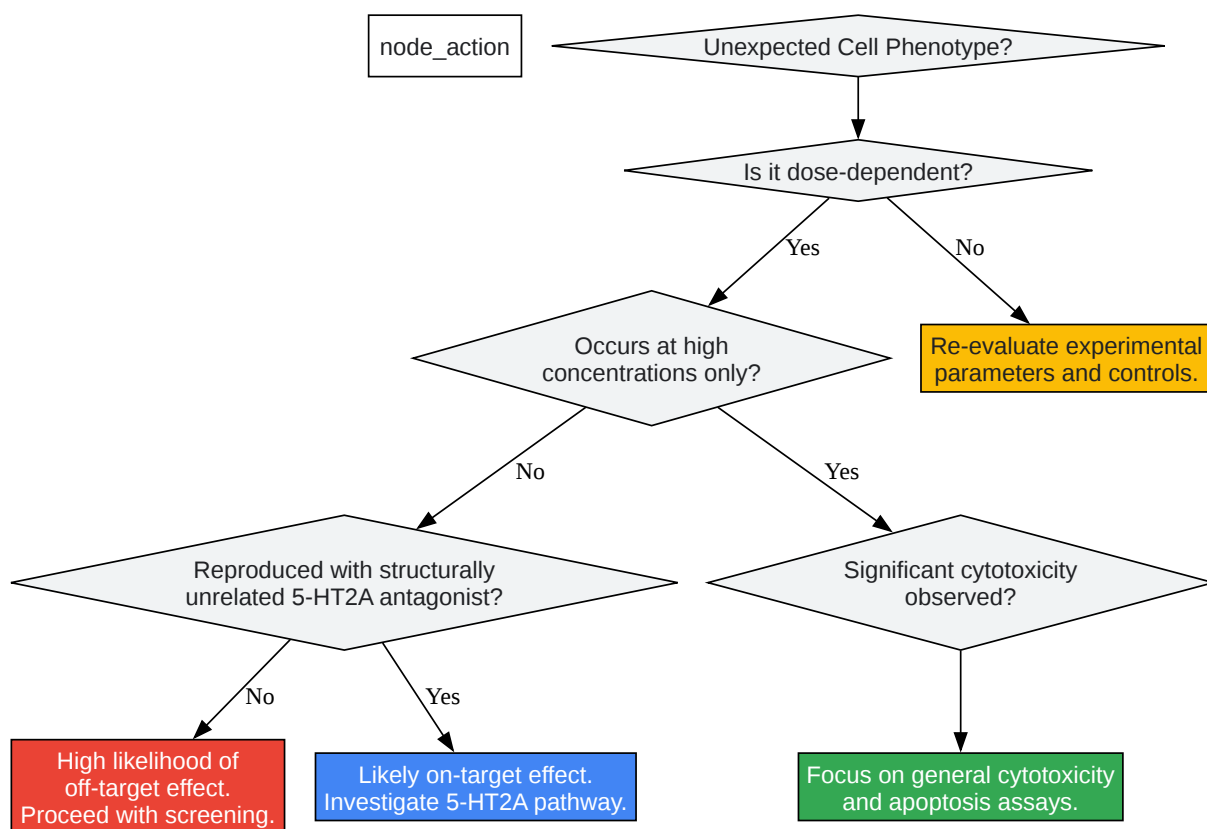 node_action
Unexpected Cell Phenotype?
Is it dose-dependent?
Yes
No
Occurs at high
concentrations only?
Re-evaluate experimental
parameters and controls.
No
Yes
Reproduced with structurally
unrelated 5-HT2A antagonist?
Significant cytotoxicity
observed?
No
Yes
High likelihood of
off-target effect.
Proceed with screening.
Likely on-target effect.
Investigate 5-HT2A pathway.
Focus on general cytotoxicity
and apoptosis assays.